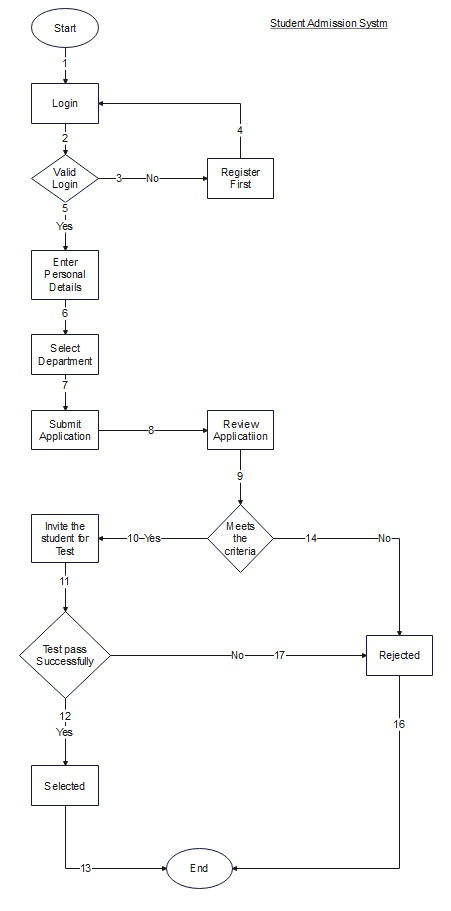 Start
Student Admission Systm
1
Login
2
4
Valid
Login
3
No
Register
First
5
Yes
Enter
Personal
Details
6
Select
Department
7
Submit
Application
8
Review
Applicatiion
9
Invite the
student for
Test
10
Yes
Meets
the
criteria
14
No
11
Test pass
Successfully
No
17
Rejected
12
Yes
16
Selected
13
End